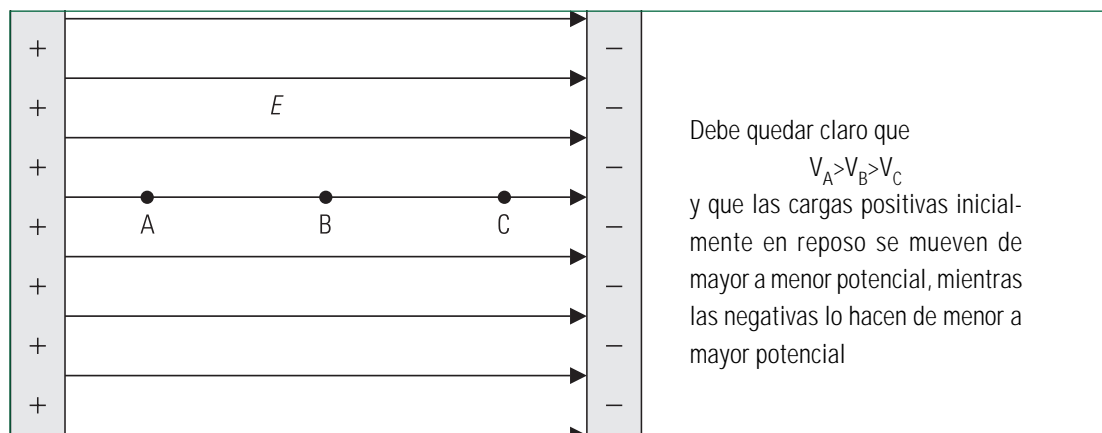 + −
+ E −
+ −
+ −
A B C
+ −
+ −
+ −
+ −
Debe quedar claro que
V_A>V_B>V_C
y que las cargas positivas inicial-
mente en reposo se mueven de
mayor a menor potencial, mientras
las negativas lo hacen de menor a
mayor potencial